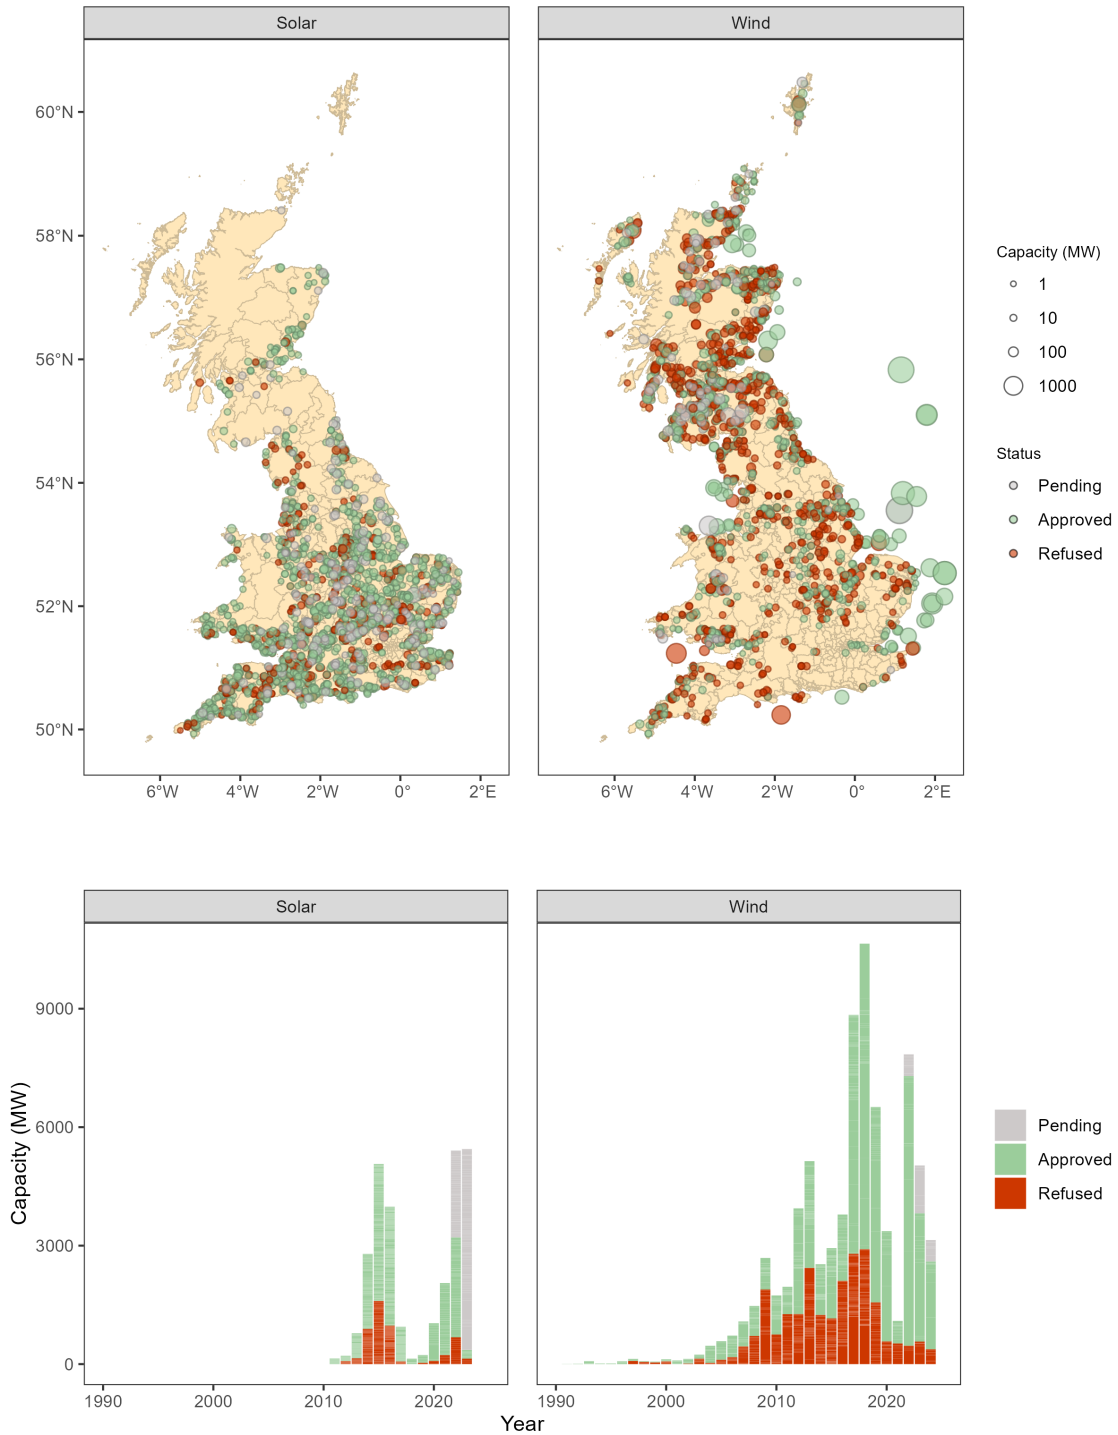 Solar
Wind
60°N
58°N
56°N
54°N
52°N
50°N
6°W
4°W
2°W
0°
2°E
6°W
4°W
2°W
0°
2°E
Capacity (MW)
1
10
100
1000
Status
Pending
Approved
Refused
Solar
Wind
Capacity (MW)
9000
6000
3000
0
1990
2000
2010
2020
1990
2000
2010
2020
Year
Pending
Approved
Refused